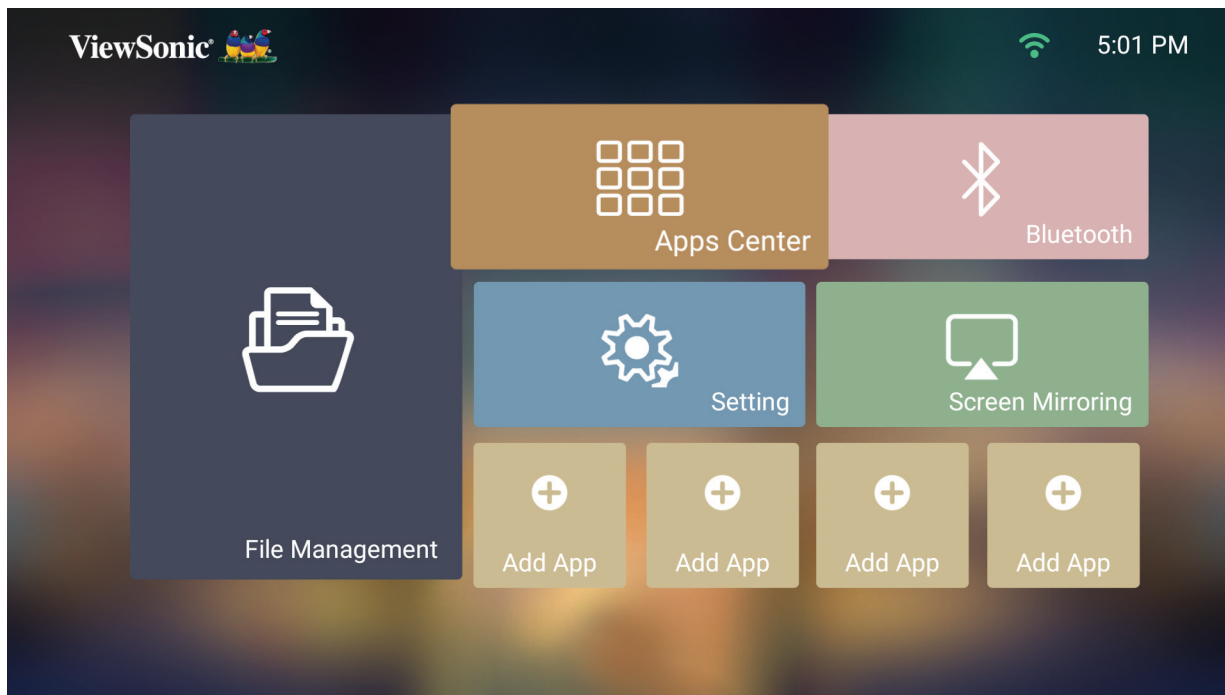 ViewSonic®
5:01 PM
Apps Center
Bluetooth
Setting
Screen Mirroring
File Management
Add App
Add App
Add App
Add App